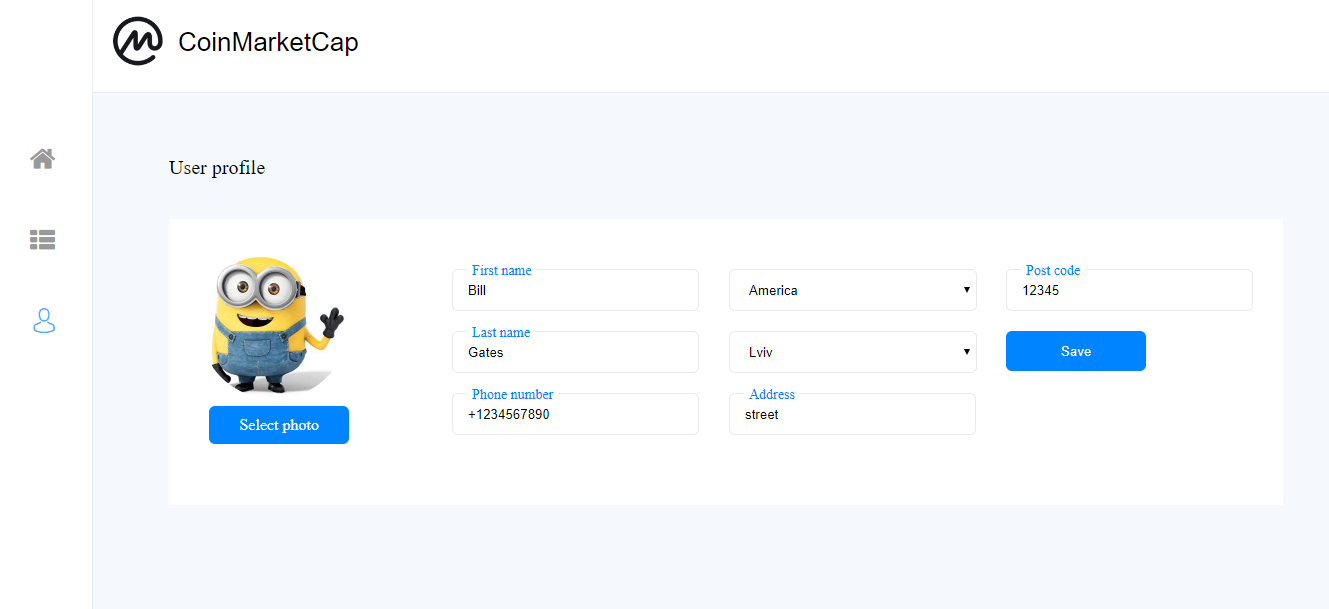 CoinMarketCap
User profile
Select photo
First name
Bill
Last name
Gates
Phone number
+1234567890
America
Lviv
Address
street
Post code
12345
Save